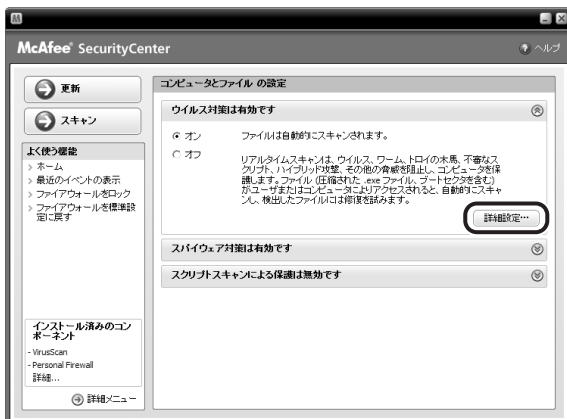 McAfee® SecurityCenter
ヘルプ
更新
スキャン
よく使う機能
> ホーム
> 最近のイベントの表示
> ファイアウォールをロック
> ファイアウォールを標準設
定に戻す
インストール済みのコン
ポーネント
- VirusScan
- Personal Firewall
詳細...
詳細メニュー
コンピュータとファイル の設定
ウイルス対策は有効です
オン
ファイルは自動的にスキャンされます。
オフ
リアルタイムスキャンは、ウイルス、ワーム、トロイの木馬、不審なス
クリプト、ハイブリッド攻撃、その他の脅威を阻止し、コンピュータを保
護します。ファイル (圧縮された .exe ファイル、ブートセクタを含む)
がユーザまたはコンピュータによりアクセスされると、自動的にスキャ
ンし、検出したファイルには修復を試みます。
詳細設定…
スパイウェア対策は有効です
スクリプトスキャンによる保護は無効です